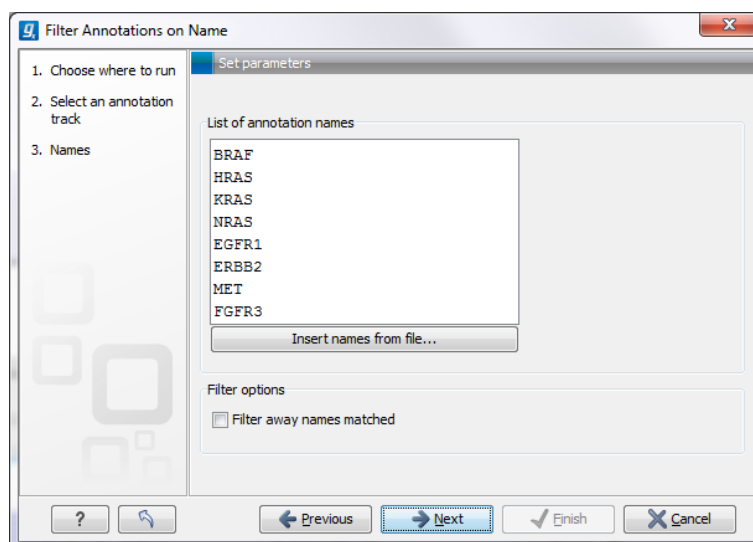 Filter Annotations on Name
1. Choose where to run
2. Select an annotation
track
3. Names
Set parameters
List of annotation names
BRAF
HRAS
KRAS
NRAS
EGFR1
ERBB2
MET
FGFR3
Insert names from file...
Filter options
Filter away names matched
?
Previous
Next
Finish
Cancel